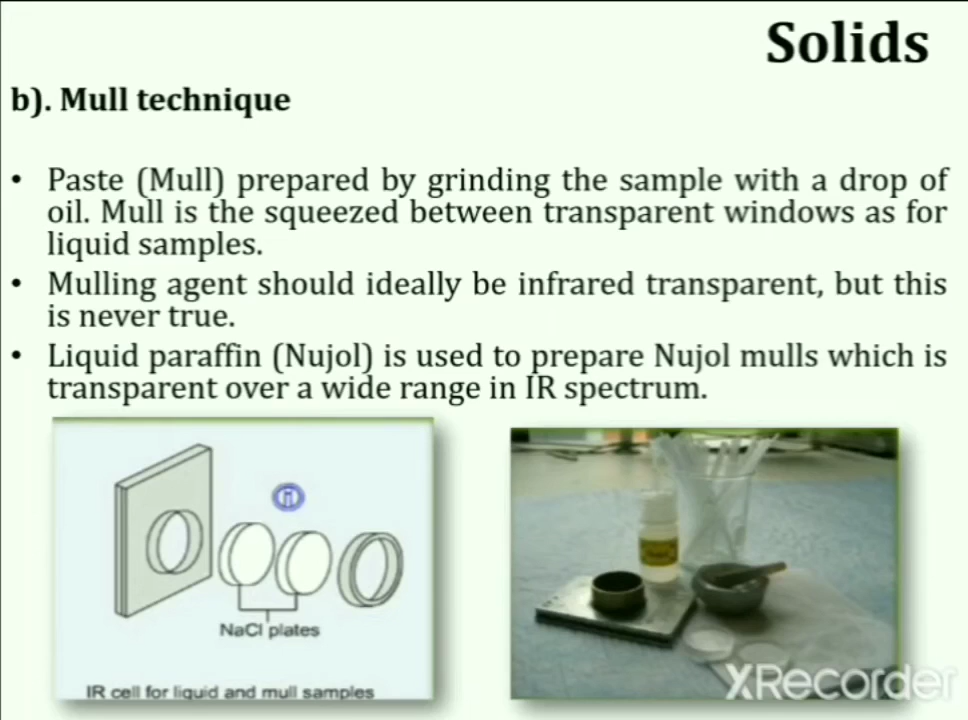 Solids
b). Mull technique
• Paste (Mull) prepared by grinding the sample with a drop of
oil. Mull is the squeezed between transparent windows as for
liquid samples.
• Mulling agent should ideally be infrared transparent, but this
is never true.
• Liquid paraffin (Nujol) is used to prepare Nujol mulls which is
transparent over a wide range in IR spectrum.
NaCl plates
IR cell for liquid and mull samples
XRecorder